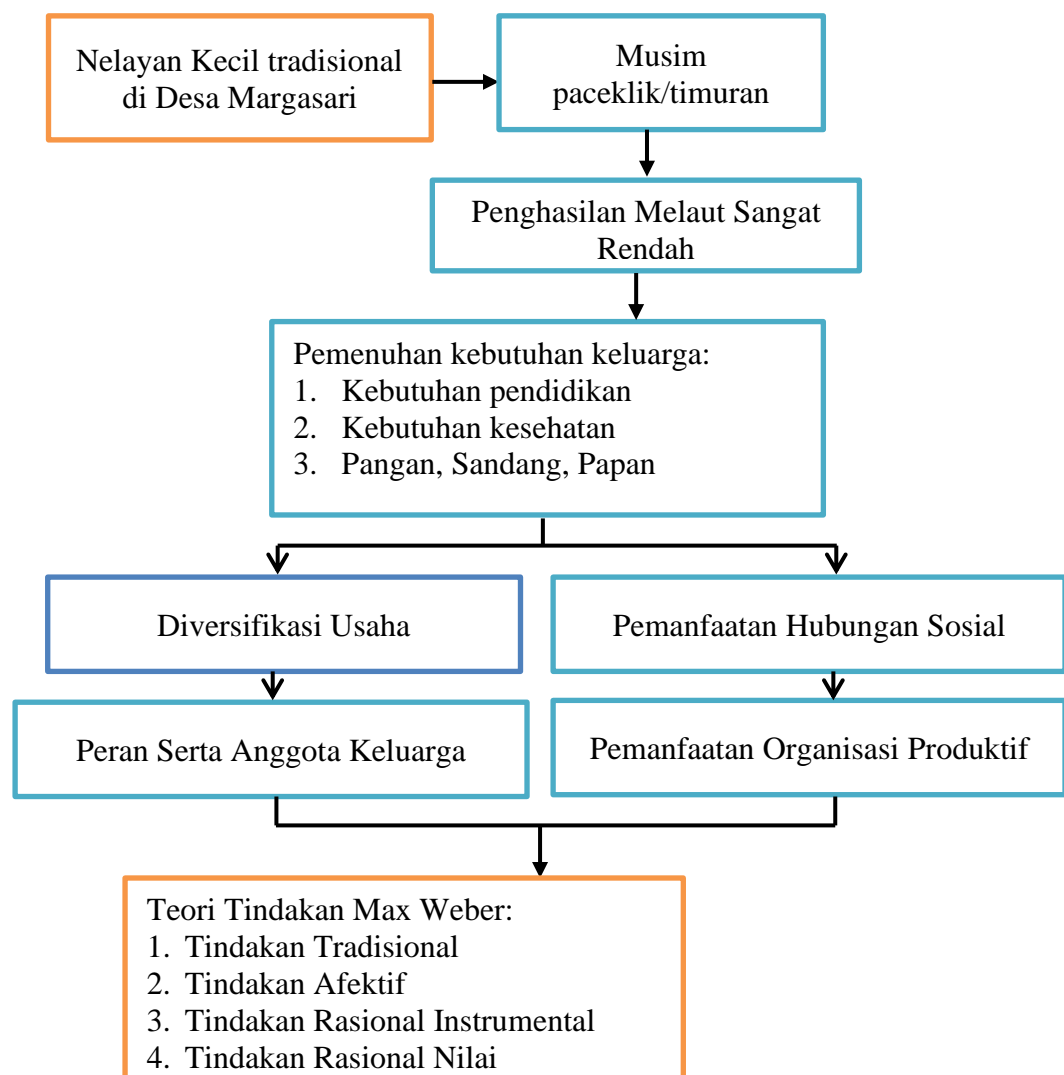 Nelayan Kecil tradisional
di Desa Margasari
Musim
paceklik/timuran
Penghasilan Melaut Sangat
Rendah
Pemenuhan kebutuhan keluarga:
1. Kebutuhan pendidikan
2. Kebutuhan kesehatan
3. Pangan, Sandang, Papan
Diversifikasi Usaha
Pemanfaatan Hubungan Sosial
Peran Serta Anggota Keluarga
Pemanfaatan Organisasi Produktif
Teori Tindakan Max Weber:
1. Tindakan Tradisional
2. Tindakan Afektif
3. Tindakan Rasional Instrumental
4. Tindakan Rasional Nilai